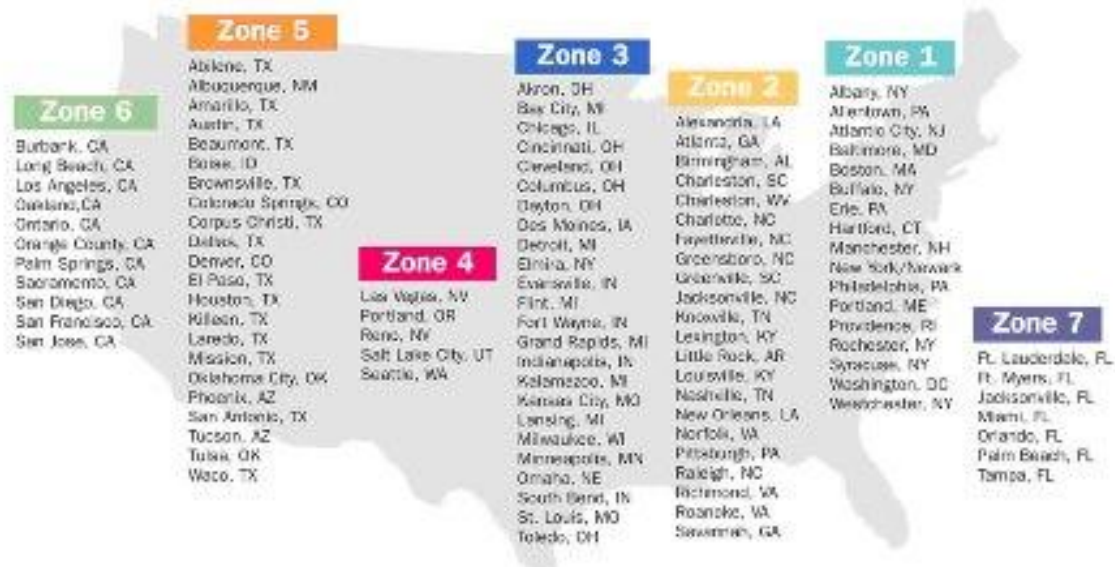 Zone 6
Burbank, CA
Long Beach, CA
Los Angeles, CA
Oakland,CA
Ontario, CA
Orange County, CA
Palm Springs, CA
Sacramento, CA
San Diego, CA
San Francisco, CA
San Jose, CA
Zone 5
Abilene, TX
Albuquerque, NM
Amarillo, TX
Austin, TX
Beaumont, TX
Boise, ID
Brownsville, TX
Colorado Springs, CO
Corpus Christi, TX
Dallas, TX
Denver, CO
El Paso, TX
Houston, TX
Killeen, TX
Laredo, TX
Mission, TX
Oklahoma City, OK
Phoenix, AZ
San Antonio, TX
Tucson, AZ
Tulsa, OK
Waco, TX
Zone 4
Las Vegas, NV
Portland, OR
Reno, NV
Salt Lake City, UT
Seattle, WA
Zone 3
Akron, OH
Bay City, MI
Chicago, IL
Cincinnati, OH
Cleveland, OH
Columbus, OH
Dayton, OH
Des Moines, IA
Detroit, MI
Elmira, NY
Evansville, IN
Flint, MI
Fort Wayne, IN
Grand Rapids, MI
Indianapolis, IN
Kalamazoo, MI
Kansas City, MO
Lansing, MI
Milwaukee, WI
Minneapolis, MN
Omaha, NE
South Bend, IN
St. Louis, MO
Toledo, OH
Zone 2
Alexandria, LA
Atlanta, GA
Birmingham, AL
Charleston, SC
Charleston, WV
Charlotte, NC
Fayetteville, NC
Greensboro, NC
Greenville, SC
Jacksonville, NC
Knoxville, TN
Lexington, KY
Little Rock, AR
Louisville, KY
Nashville, TN
New Orleans, LA
Norfolk, VA
Pittsburgh, PA
Raleigh, NC
Richmond, VA
Roanoke, VA
Savannah, GA
Zone 1
Albany, NY
Allentown, PA
Atlantic City, NJ
Baltimore, MD
Boston, MA
Buffalo, NY
Erie, PA
Hartford, CT
Manchester, NH
New York/Newark
Philadelphia, PA
Portland, ME
Providence, RI
Rochester, NY
Syracuse, NY
Washington, DC
Westchester, NY
Zone 7
Ft. Lauderdale, FL
Ft. Myers, FL
Jacksonville, FL
Miami, FL
Orlando, FL
Palm Beach, FL
Tampa, FL